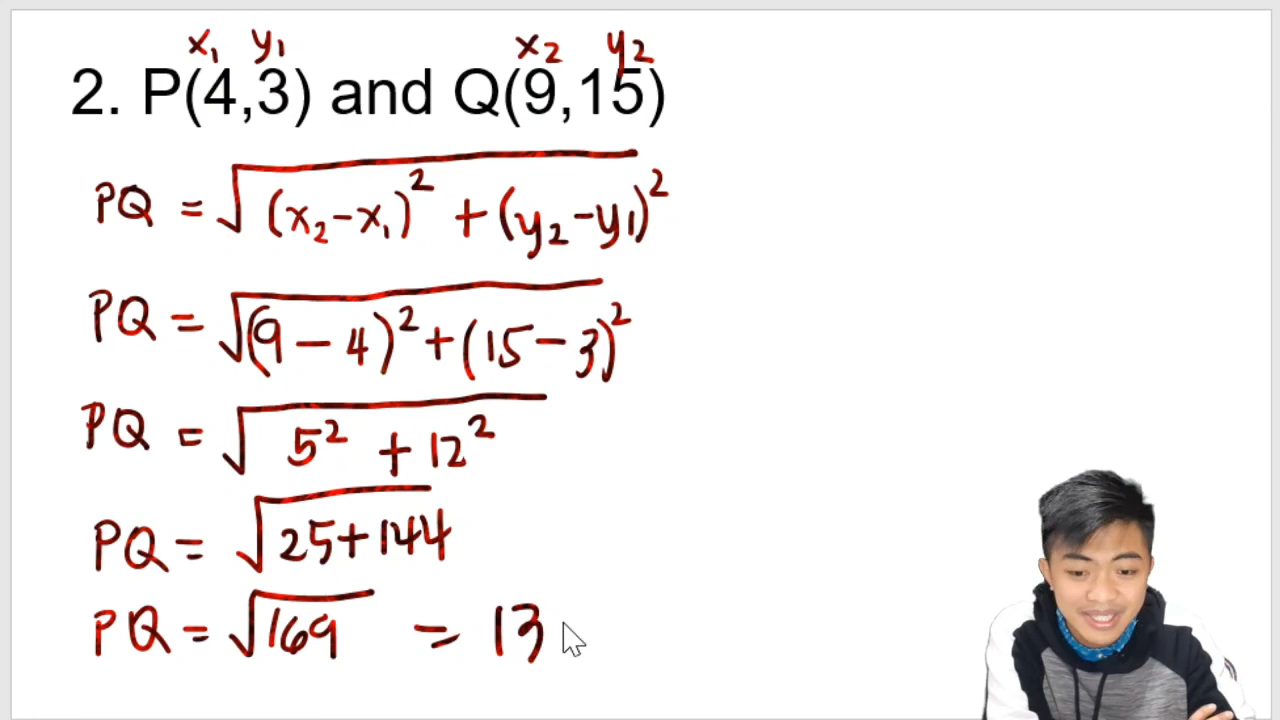 x₁ y₁ x₂ y₂
2. P(4,3) and Q(9,15)
PQ = √(x₂-x₁)² + (y₂-y₁)²
PQ = √(9-4)² + (15-3)²
PQ = √5² + 12²
PQ = √25+144
PQ = √169 = 13